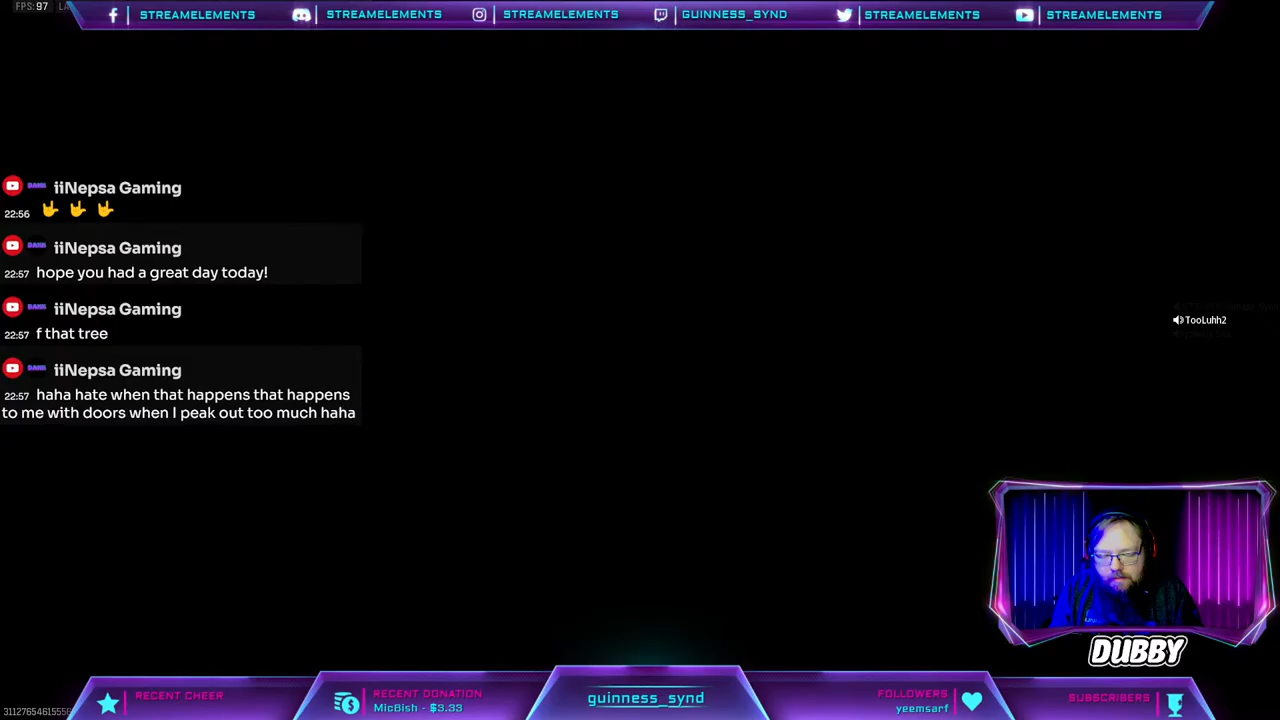 FPS: 97
STREAMELEMENTS
STREAMELEMENTS
STREAMELEMENTS
GUINNESS_SYND
STREAMELEMENTS
STREAMELEMENTS
iiNepsa Gaming
22:56
iiNepsa Gaming
22:57 hope you had a great day today!
iiNepsa Gaming
22:57 f that tree
iiNepsa Gaming
22:57 haha hate when that happens that happens
to me with doors when I peak out too much haha
TooLuhh2
DUBBY
RECENT CHEER
RECENT DONATION
MicBish - $3.33
guinness_synd
FOLLOWERS
yeemsarf
SUBSCRIBERS